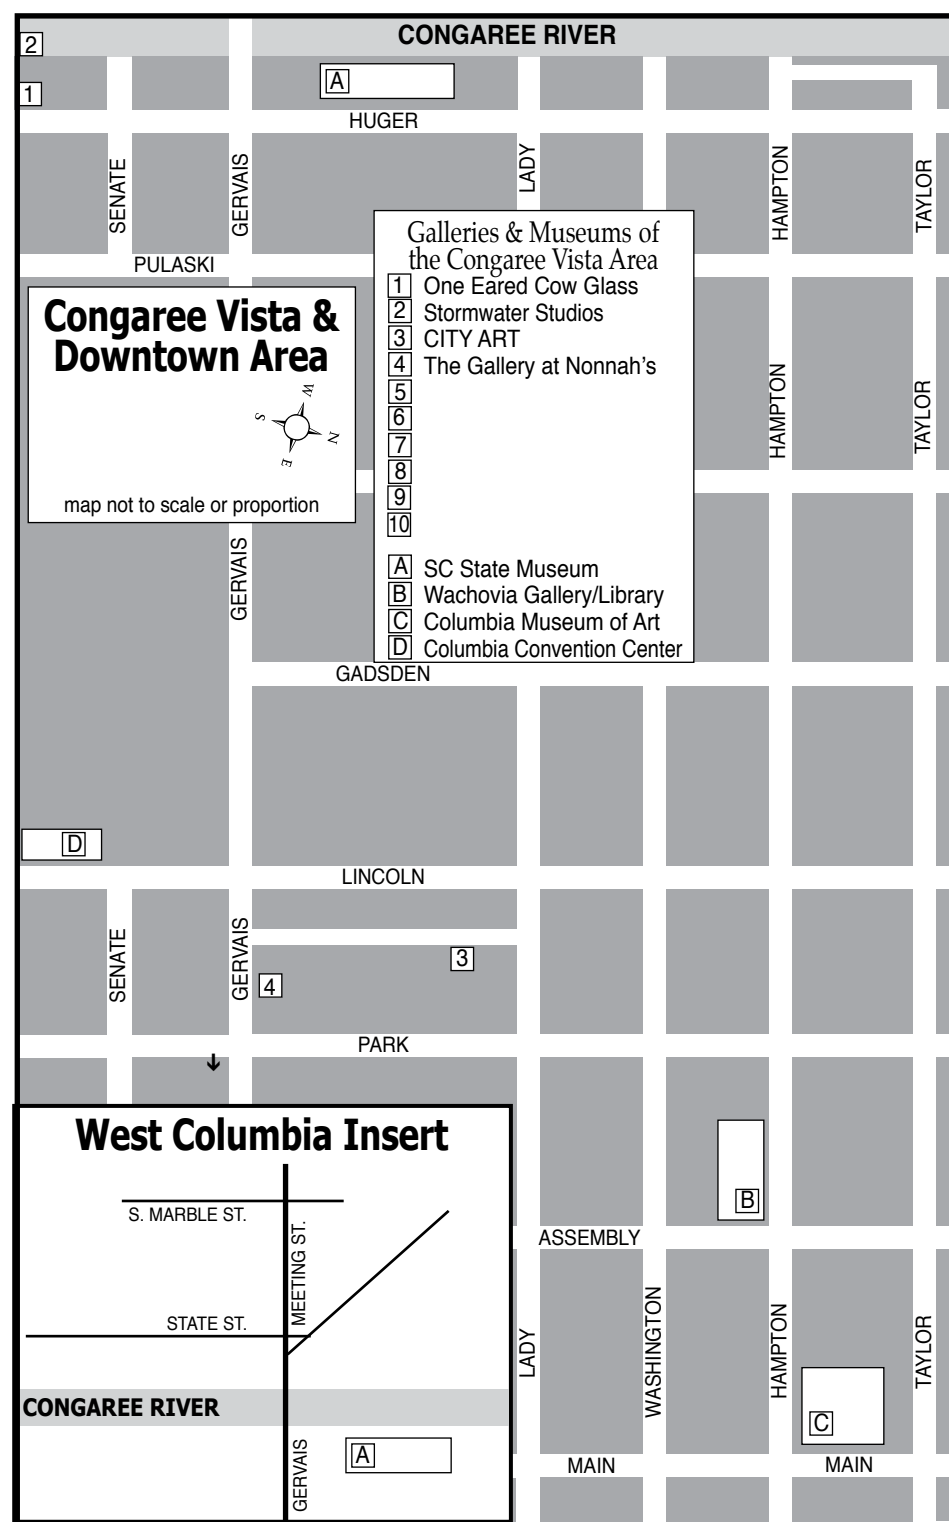 CONGAREE RIVER
2
1
A
HUGER
SENATE
GERVAIS
LADY
HAMPTON
TAYLOR
PULASKI
Galleries & Museums of
the Congaree Vista Area
1 One Eared Cow Glass
2 Stormwater Studios
3 CITY ART
4 The Gallery at Nonnah's
5
6
7
8
9
10
A SC State Museum
B Wachovia Gallery/Library
C Columbia Museum of Art
D Columbia Convention Center
Congaree Vista &
Downtown Area
W
S
N
E
map not to scale or proportion
HAMPTON
TAYLOR
GERVAIS
GADSDEN
D
LINCOLN
SENATE
GERVAIS
3
4
PARK
West Columbia Insert
S. MARBLE ST.
MEETING ST.
STATE ST.
CONGAREE RIVER
GERVAIS
A
B
ASSEMBLY
LADY
WASHINGTON
HAMPTON
TAYLOR
C
MAIN
MAIN